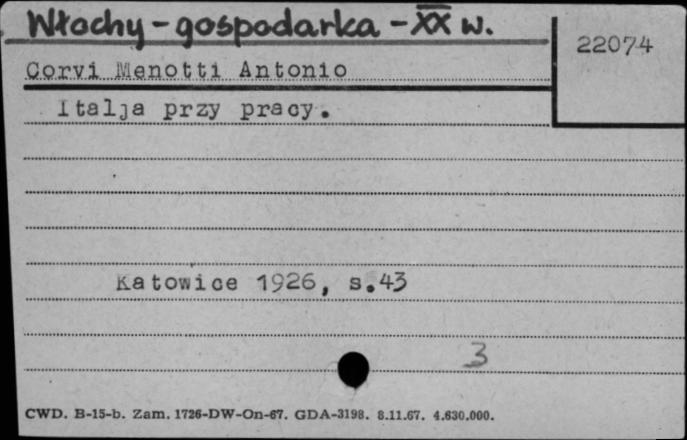 Włochy - gospodarka - XX w.
22074
Corvi Menotti Antonio
Italja przy pracy.
Katowice 1926, s.43
3
CWD. B-15-b. Zam. 1726-DW-On-67. GDA-3198. 8.11.67. 4.630.000.